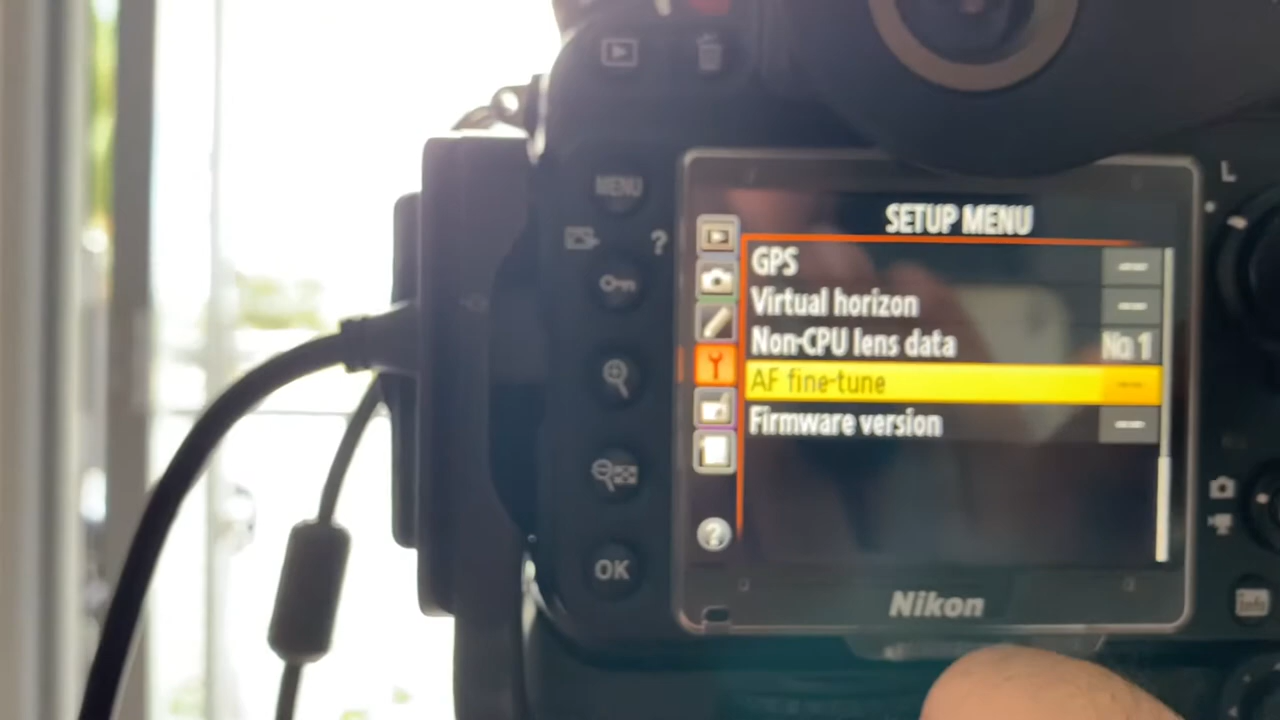 MENU
?
OK
SETUP MENU
GPS --
Virtual horizon --
Non-CPU lens data No 1
AF fine-tune --
Firmware version --
?
Nikon
L
info